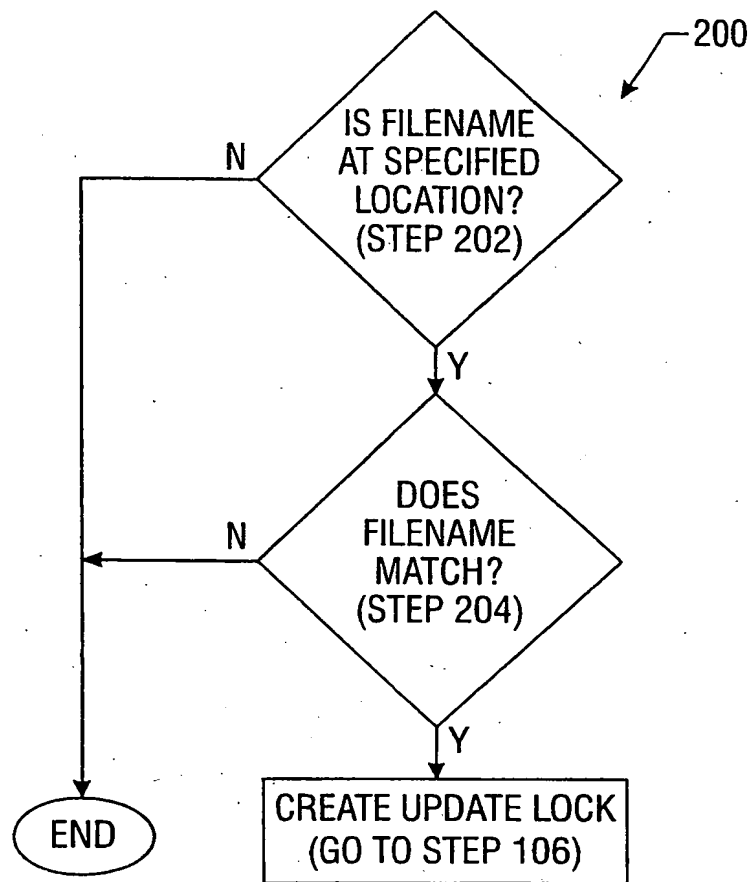 200
IS FILENAME
AT SPECIFIED
LOCATION?
(STEP 202)
N
Y
DOES
FILENAME
MATCH?
(STEP 204)
N
Y
CREATE UPDATE LOCK
(GO TO STEP 106)
END